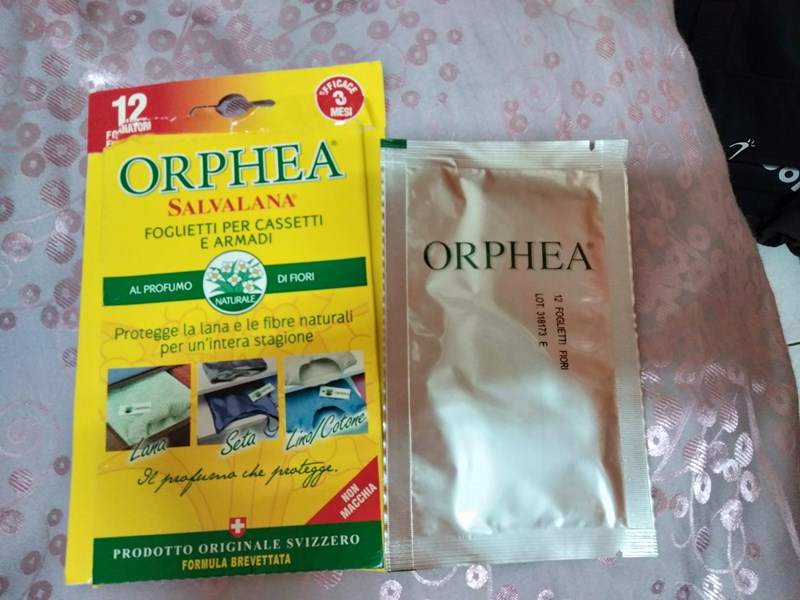 12
EFFICACE
3
MESI
ORPHEA®
SALVALANA®
FOGLIETTI PER CASSETTI
E ARMADI
AL PROFUMO
DI FIORI
NATURALE
Protegge la lana e le fibre naturali
per un'intera stagione
Lana
Seta
Lino/Cotone
Il profumo che protegge.
NON
MACCHIA
PRODOTTO ORIGINALE SVIZZERO
FORMULA BREVETTATA
ORPHEA®
12 FOGLIETTI FIORI
LOT. 318173 E